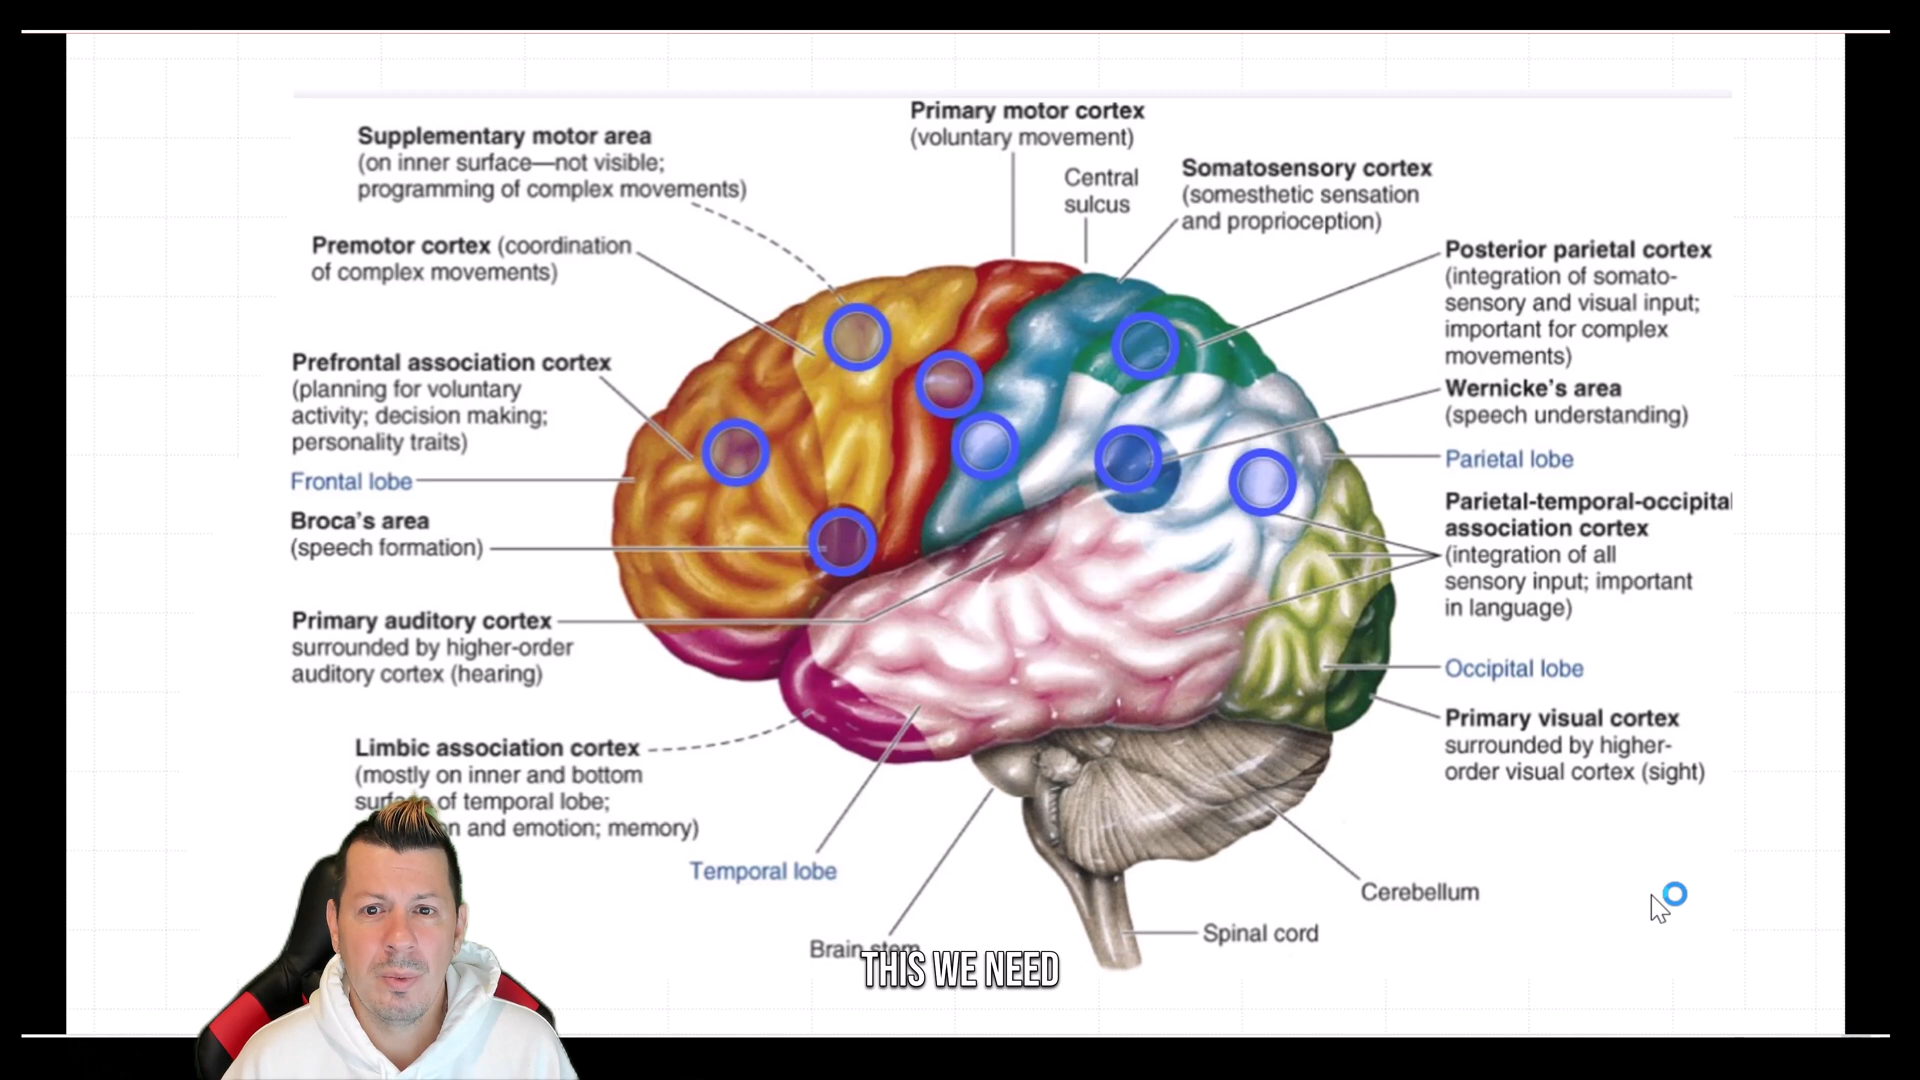 Primary motor cortex
(voluntary movement)
Supplementary motor area
(on inner surface—not visible;
programming of complex movements)
Central
sulcus
Somatosensory cortex
(somesthetic sensation
and proprioception)
Premotor cortex (coordination
of complex movements)
Posterior parietal cortex
(integration of somato-
sensory and visual input;
important for complex
movements)
Prefrontal association cortex
(planning for voluntary
activity; decision making;
personality traits)
Wernicke's area
(speech understanding)
Frontal lobe
Parietal lobe
Broca's area
(speech formation)
Parietal-temporal-occipital
association cortex
(integration of all
sensory input; important
in language)
Primary auditory cortex
surrounded by higher-order
auditory cortex (hearing)
Occipital lobe
Primary visual cortex
surrounded by higher-
order visual cortex (sight)
Limbic association cortex
(mostly on inner and bottom
of temporal lobe;
and emotion; memory)
Temporal lobe
Cerebellum
Spinal cord
Brain stem
THIS WE NEED